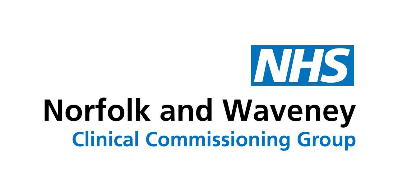 NHS
Norfolk and Waveney
Clinical Commissioning Group